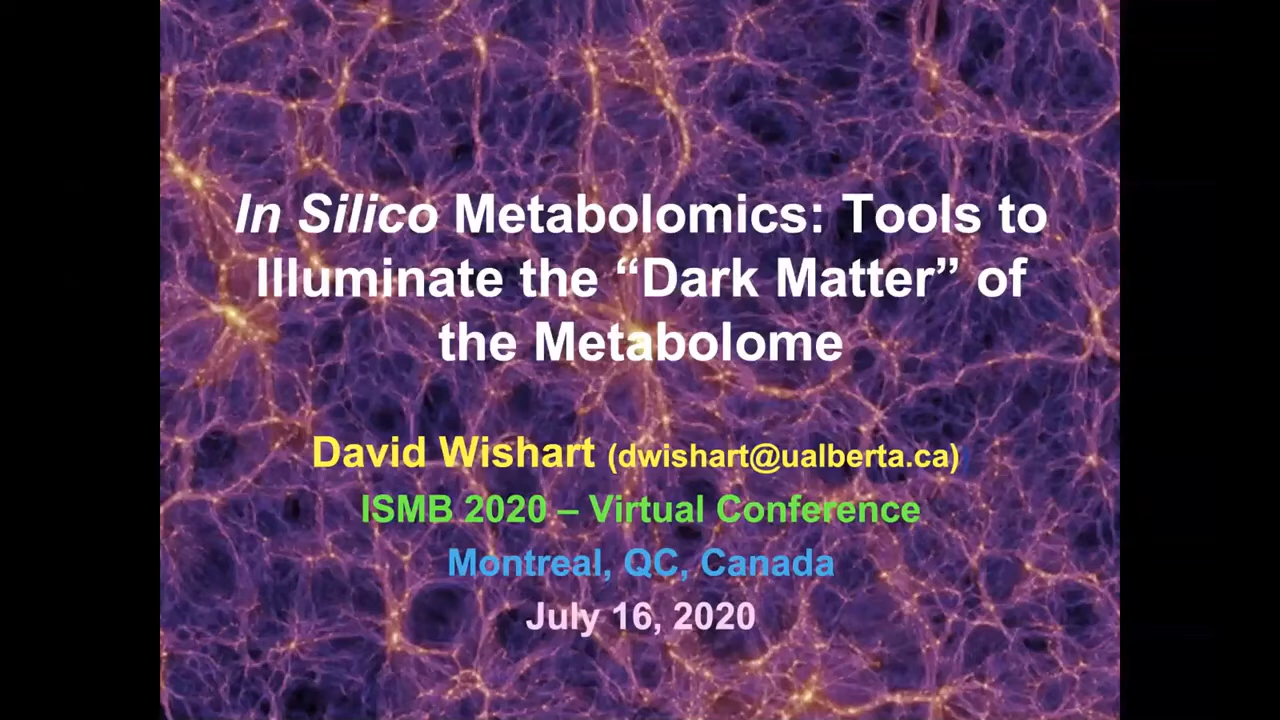 In Silico Metabolomics: Tools to
Illuminate the “Dark Matter” of
the Metabolome
David Wishart (dwishart@ualberta.ca)
ISMB 2020 – Virtual Conference
Montreal, QC, Canada
July 16, 2020